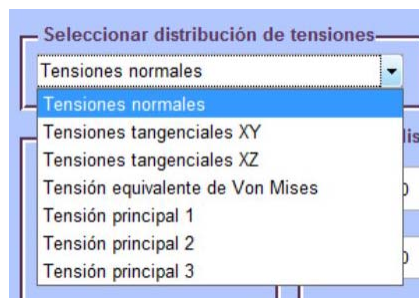 Seleccionar distribución de tensiones
Tensiones normales
Tensiones normales
Tensiones tangenciales XY
Tensiones tangenciales XZ
Tensión equivalente de Von Mises
Tensión principal 1
Tensión principal 2
Tensión principal 3